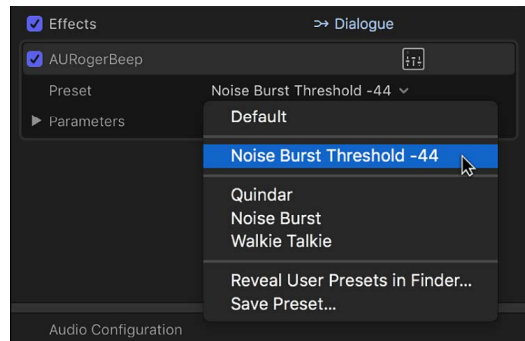 Effects
Dialogue
AURogerBeep
Preset
Noise Burst Threshold -44
Parameters
Default
Noise Burst Threshold -44
Quindar
Noise Burst
Walkie Talkie
Reveal User Presets in Finder...
Save Preset...
Audio Configuration